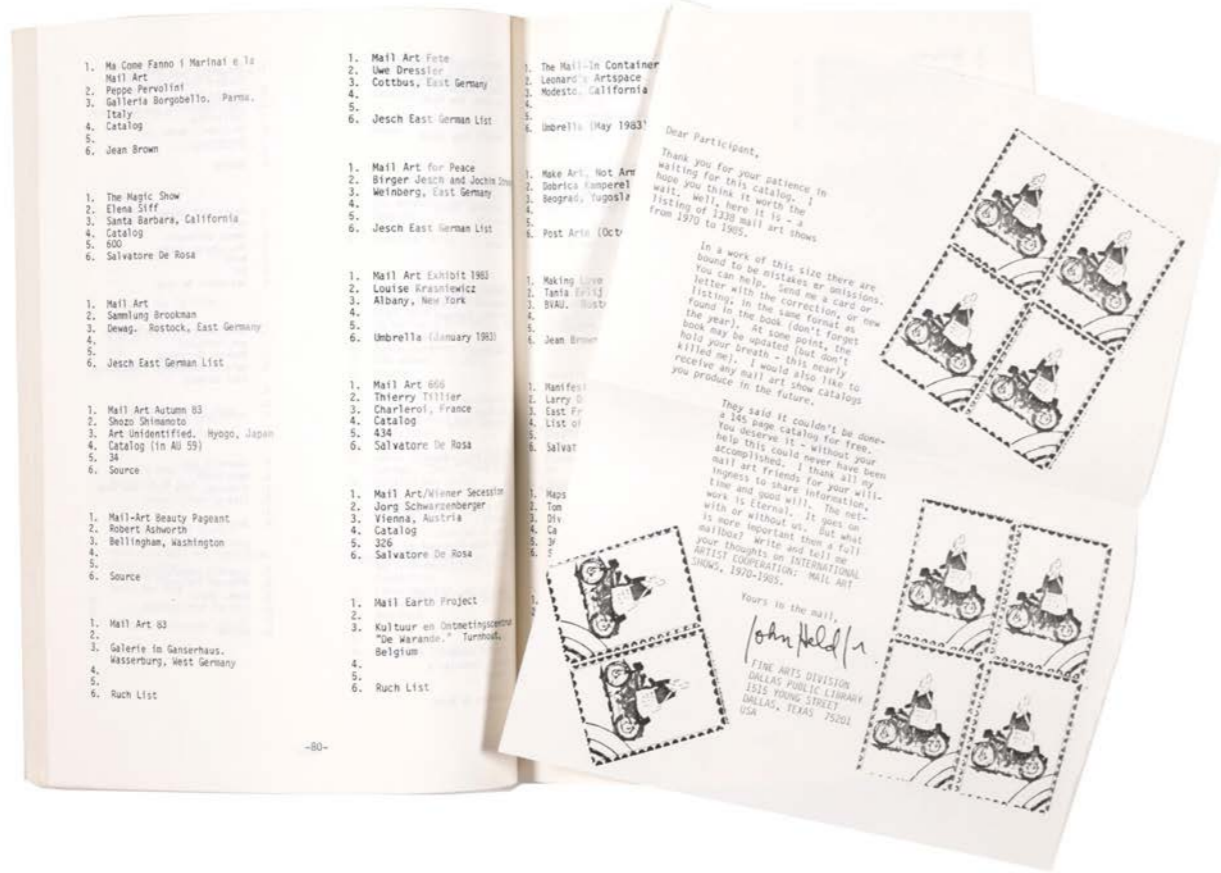 1. Ma Come Fanno i Marinai e la
Mail Art
2. Peppe Pervolini
3. Galleria Borgobello. Parma,
Italy
4. Catalog
5.
6. Jean Brown
1. The Magic Show
2. Elena Siff
3. Santa Barbara, California
4. Catalog
5. 600
6. Salvatore De Rosa
1. Mail Art
2. Sammlung Brookman
3. Dewag. Rostock, East Germany
4.
5.
6. Jesch East German List
1. Mail Art Autumn 83
2. Shozo Shimamoto
3. Art Unidentified. Hyogo, Japan
4. Catalog (in AU 59)
5. 34
6. Source
1. Mail-Art Beauty Pageant
2. Robert Ashworth
3. Bellingham, Washington
4.
5.
6. Source
1. Mail Art 83
2.
3. Galerie im Ganserhaus.
Wasserburg, West Germany
4.
5.
6. Ruch List
1. Mail Art Fete
2. Uwe Dressler
3. Cottbus, East Germany
4.
5.
6. Jesch East German List
1. Mail Art for Peace
2. Birger Jesch and Jochim
3. Weinberg, East Germany
4.
5.
6. Jesch East German List
1. Mail Art Exhibit 1983
2. Louise Krasniewicz
3. Albany, New York
4.
5.
6. Umbrella (January 1983)
1. Mail Art 666
2. Thierry Tillier
3. Charleroi, France
4. Catalog
5. 434
6. Salvatore De Rosa
1. Mail Art/Wiener Secession
2. Jorg Schwarzenberger
3. Vienna, Austria
4. Catalog
5. 326
6. Salvatore De Rosa
1. Mail Earth Project
2.
3. Kultuur en Ontmetingscentrum
"De Warande." Turnhout,
Belgium
4.
5.
6. Ruch List
-80-
1. The Mail-In Container
2. Leonard's Artspace
3. Modesto, California
4.
5.
6. Umbrella (May 1983)
1. Make Art, Not Arm
2. Dobrica Kamperel
3. Beograd, Yugosla
4.
5.
6. Post Arte (Oct
1. Making Love
2. Tania
3. BVAU.
4.
5.
6. Jean Brown
1. Manifes
2. Larry
3. East Fr
4. List of
5.
6. Salvat
1. Maps
2. Tom
3. Div
4. Ca
5.
6.
1.
Dear Participant,
Thank you for your patience in
waiting for this catalog. I
hope you think it worth the
wait. Well, here it is - a
listing of 1338 mail art shows
from 1970 to 1985.
In a work of this size there are
bound to be mistakes or omissions.
You can help. Send me a card or
letter with the correction, or new
listing, in the same format as
found in the book (don't forget
the year). At some point, the
book may be updated (but don't
hold your breath - this nearly
killed me). I would also like to
receive any mail art show catalogs
you produce in the future.
They said it couldn't be done-
a 145 page catalog for free.
You deserve it - without your
help this could never have been
accomplished. I thank all my
mail art friends for your will-
ingness to share information,
time and good will. The net-
work is Eternal. It goes on
with or without us. But what
is more important then a full
mailbox? Write and tell me
your thoughts on INTERNATIONAL
ARTIST COOPERATION: MAIL ART
SHOWS, 1970-1985.
Yours in the mail,
John Held Jr.
FINE ARTS DIVISION
DALLAS PUBLIC LIBRARY
1515 YOUNG STREET
DALLAS, TEXAS 75201
USA